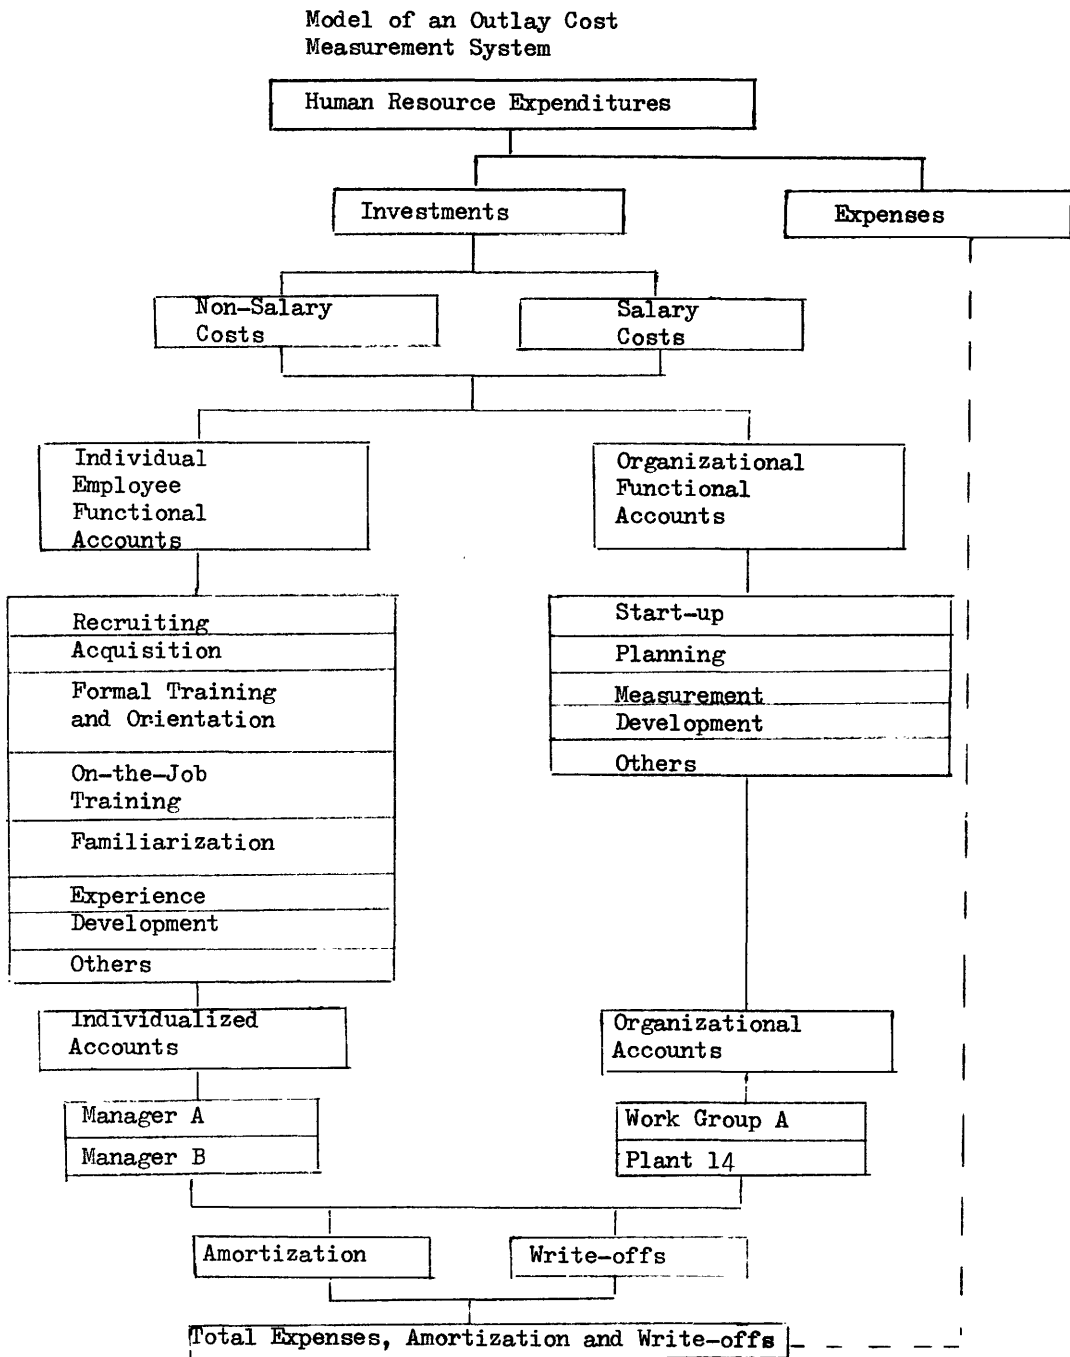 Model of an Outlay Cost
Measurement System
Human Resource Expenditures
Investments
Expenses
Non-Salary
Costs
Salary
Costs
Individual
Employee
Functional
Accounts
Organizational
Functional
Accounts
Recruiting
Acquisition
Formal Training
and Orientation
On-the-Job
Training
Familiarization
Experience
Development
Others
Start-up
Planning
Measurement
Development
Others
Individualized
Accounts
Organizational
Accounts
Manager A
Manager B
Work Group A
Plant 14
Amortization
Write-offs
Total Expenses, Amortization and Write-offs